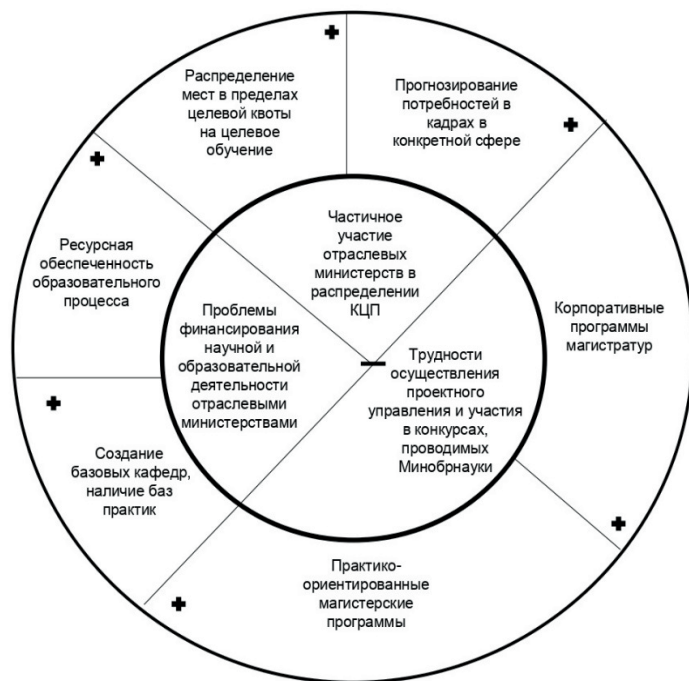 Распределение
мест в пределах
целевой квоты
на целевое
обучение
Прогнозирование
потребностей в
кадрах в
конкретной сфере
Ресурсная
обеспеченность
образовательного
процесса
Частичное
участие
отраслевых
министерств в
распределении
КЦП
Корпоративные
программы
магистратур
Проблемы
финансирования
научной и
образовательной
деятельности
отраслевыми
министерствами
Трудности
осуществления
проектного
управления и участия
в конкурсах,
проводимых
Минобрнауки
Создание
базовых кафедр,
наличие баз
практик
Практико-
ориентированные
магистерские
программы